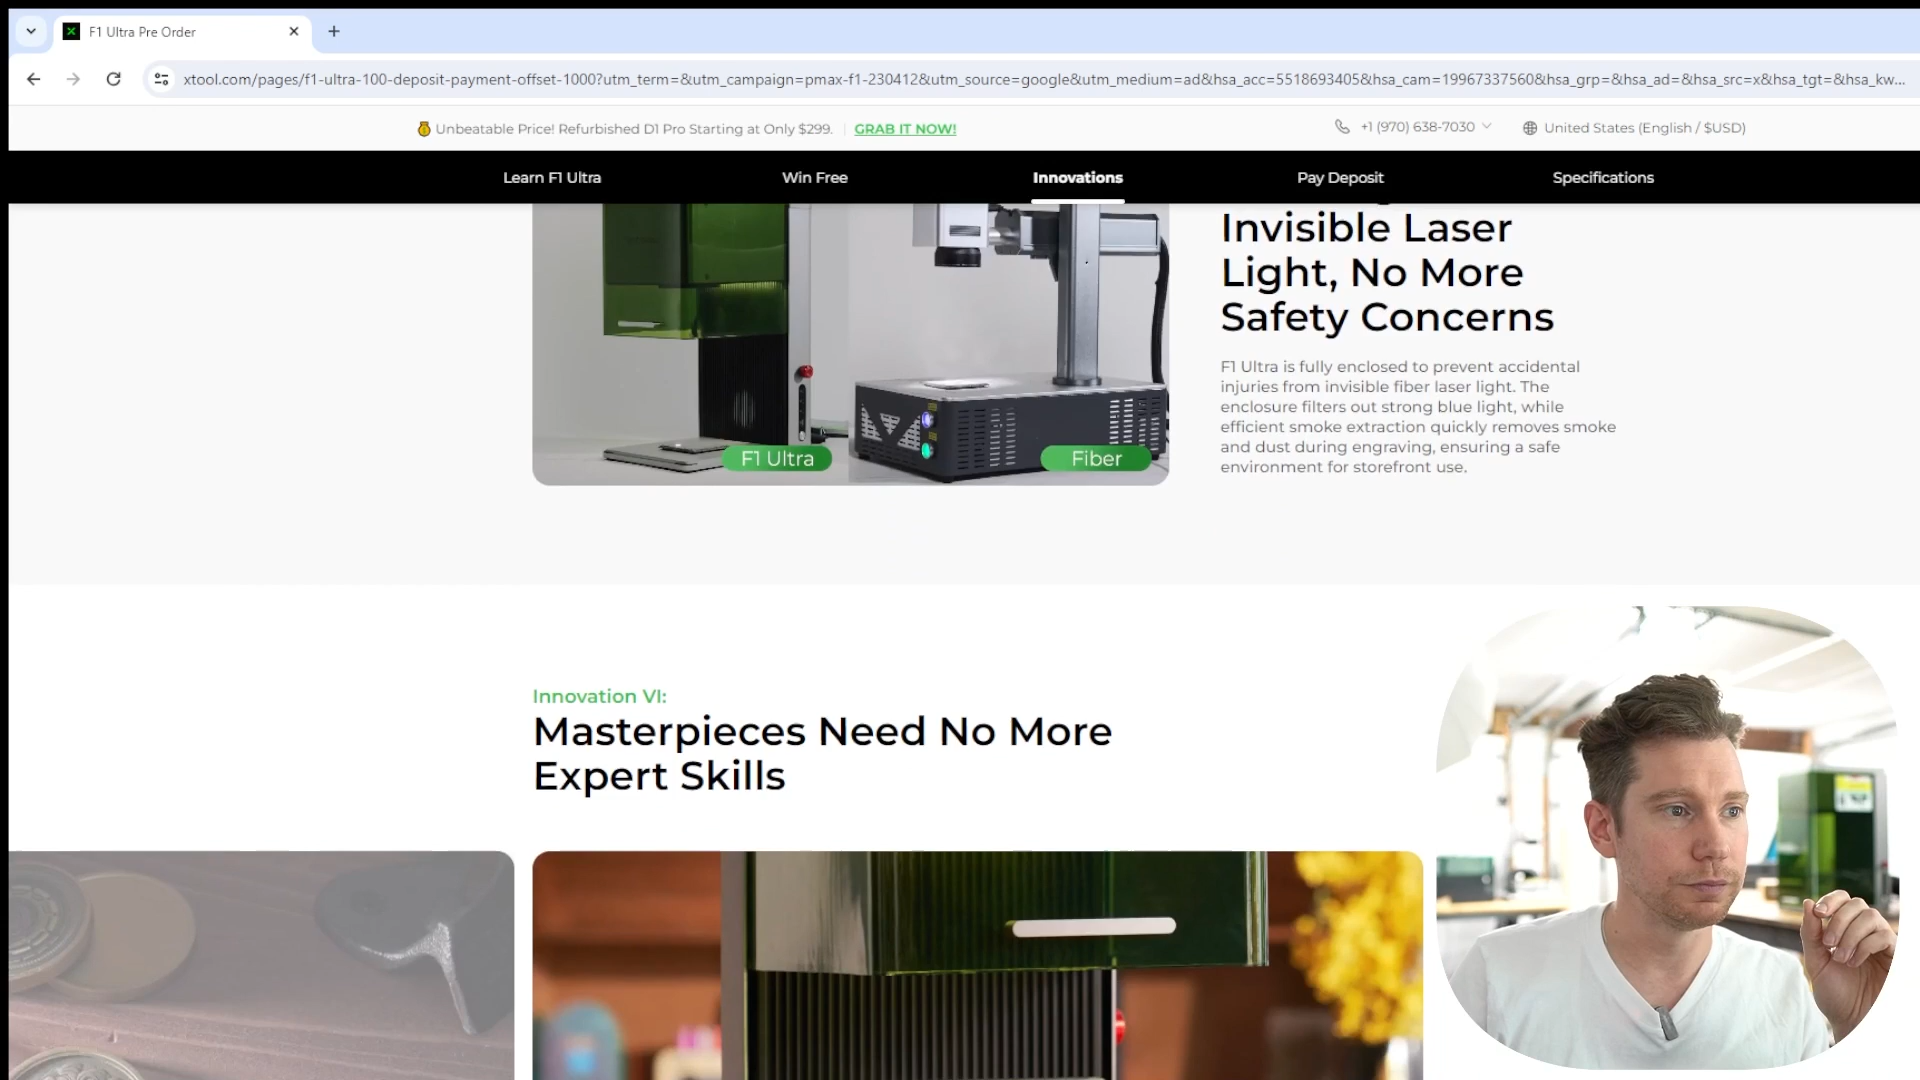 F1 Ultra Pre Order
xtool.com/pages/f1-ultra-100-deposit-payment-offset-1000?utm_term=&utm_campaign=pmax-f1-230412&utm_source=google&utm_medium=ad&hsa_acc=5518693405&hsa_cam=19967337560&hsa_grp=&hsa_ad=&hsa_src=x&hsa_tgt=&hsa_kw...
Unbeatable Price! Refurbished D1 Pro Starting at Only $299. GRAB IT NOW!
+1 (970) 638-7030
United States (English / $USD)
Learn F1 Ultra
Win Free
Innovations
Pay Deposit
Specifications
Invisible Laser
Light, No More
Safety Concerns
F1 Ultra is fully enclosed to prevent accidental
injuries from invisible fiber laser light. The
enclosure filters out strong blue light, while
efficient smoke extraction quickly removes smoke
and dust during engraving, ensuring a safe
environment for storefront use.
F1 Ultra
Fiber
Innovation VI:
Masterpieces Need No More
Expert Skills